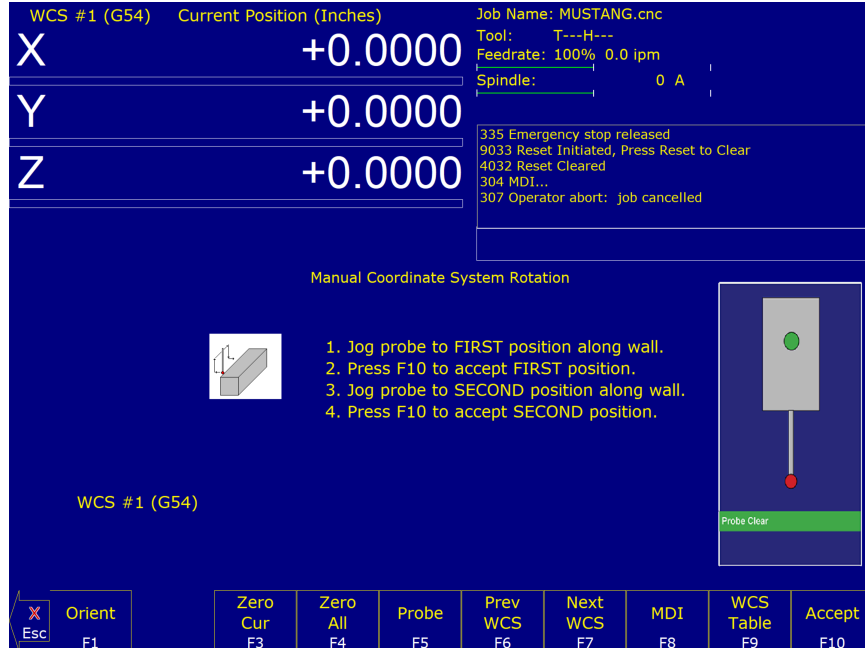 WCS #1 (G54) Current Position (Inches)
X +0.0000
Y +0.0000
Z +0.0000
Job Name: MUSTANG.cnc
Tool: T---H---
Feedrate: 100% 0.0 ipm
Spindle: 0 A
335 Emergency stop released
9033 Reset Initiated, Press Reset to Clear
4032 Reset Cleared
304 MDI...
307 Operator abort: job cancelled
Manual Coordinate System Rotation
1. Jog probe to FIRST position along wall.
2. Press F10 to accept FIRST position.
3. Jog probe to SECOND position along wall.
4. Press F10 to accept SECOND position.
WCS #1 (G54)
Probe Clear
X
Esc
Orient
F1
Zero
Cur
F3
Zero
All
F4
Probe
F5
Prev
WCS
F6
Next
WCS
F7
MDI
F8
WCS
Table
F9
Accept
F10